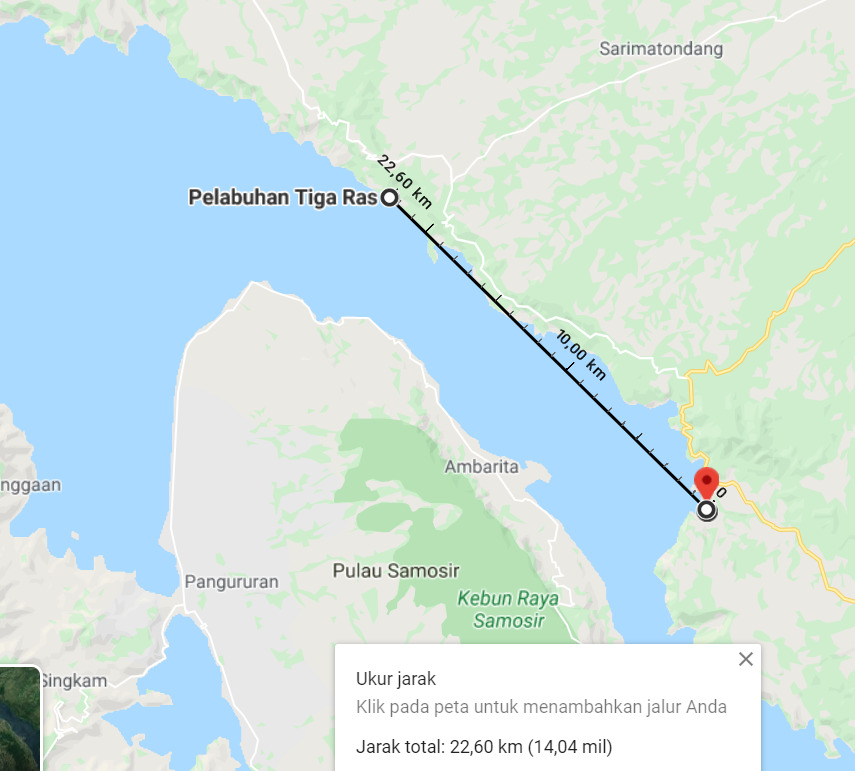 Sarimatondang
22,60 km
Pelabuhan Tiga Ras
10,00 km
Ambarita
nggaan
0
Pulau Samosir
Pangururan
Kebun Raya
Samosir
Singkam
Ukur jarak
Klik pada peta untuk menambahkan jalur Anda
Jarak total: 22,60 km (14,04 mil)